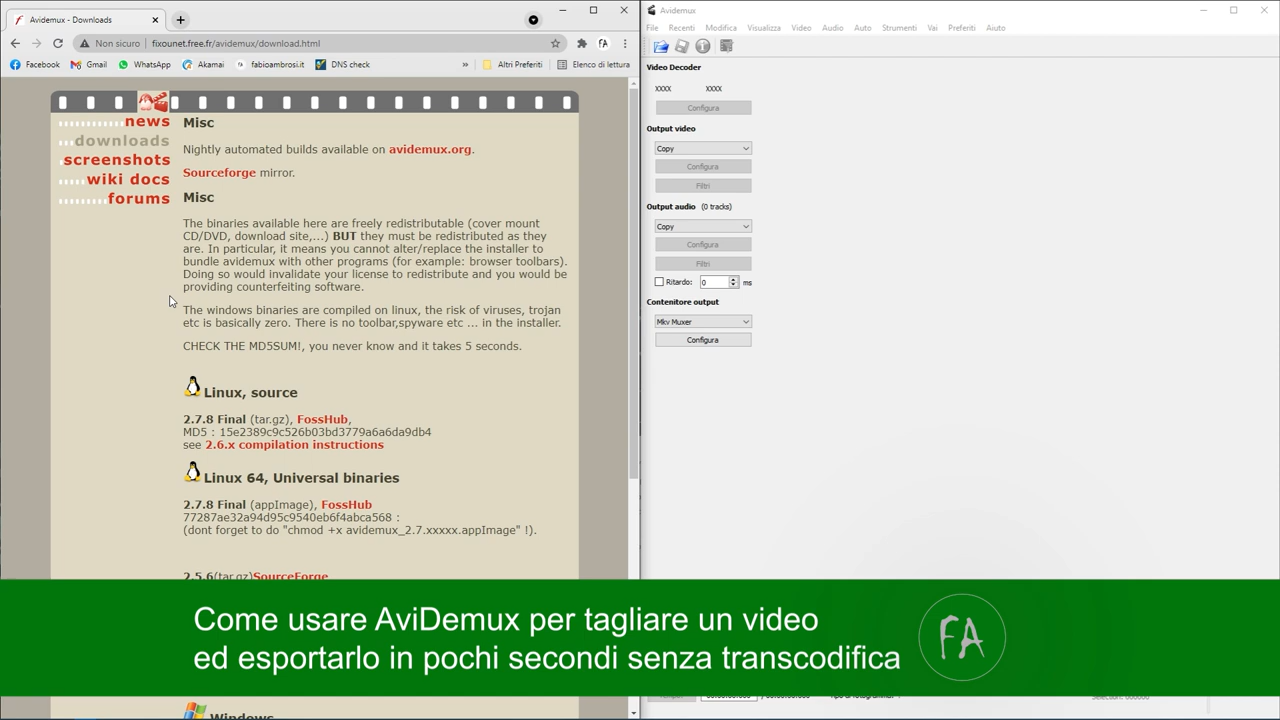 Avidemux - Downloads
Non sicuro fixounet.free.fr/avidemux/download.html
Facebook Gmail WhatsApp Akamai fabioambrosi.it DNS check » Altri Preferiti Elenco di lettura
news
downloads
screenshots
wiki docs
forums
Misc
Nightly automated builds available on avidemux.org.
Sourceforge mirror.
Misc
The binaries available here are freely redistributable (cover mount
CD/DVD, download site,...) BUT they must be redistributed as they
are. In particular, it means you cannot alter/replace the installer to
bundle avidemux with other programs (for example: browser toolbars).
Doing so would invalidate your license to redistribute and you would be
providing counterfeiting software.
The windows binaries are compiled on linux, the risk of viruses, trojan
etc is basically zero. There is no toolbar,spyware etc ... in the installer.
CHECK THE MD5SUM!, you never know and it takes 5 seconds.
Linux, source
2.7.8 Final (tar.gz), FossHub,
MD5 : 15e2389c9c526b03bd3779a6a6da9db4
see 2.6.x compilation instructions
Linux 64, Universal binaries
2.7.8 Final (appImage), FossHub
77287ae32a94d95c9540eb6f4abca568 :
(dont forget to do "chmod +x avidemux_2.7.xxxxx.appImage" !).
2.5.6(tar.gz)SourceForge
Windows
Avidemux
File Recenti Modifica Visualizza Video Audio Auto Strumenti Vai Preferiti Aiuto
Video Decoder
XXXX XXXX
Configura
Output video
Copy
Configura
Filtri
Output audio (0 tracks)
Copy
Configura
Filtri
Ritardo: 0 ms
Contenitore output
Mkv Muxer
Configura
Come usare AviDemux per tagliare un video
ed esportarlo in pochi secondi senza transcodifica
FA